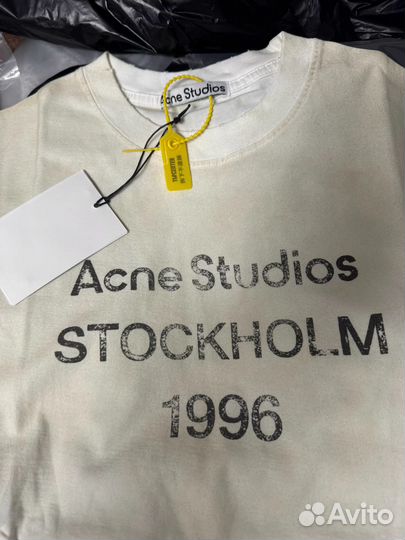 Acne Studios
Acne Studios
STOCKHOLM
1996
Avito